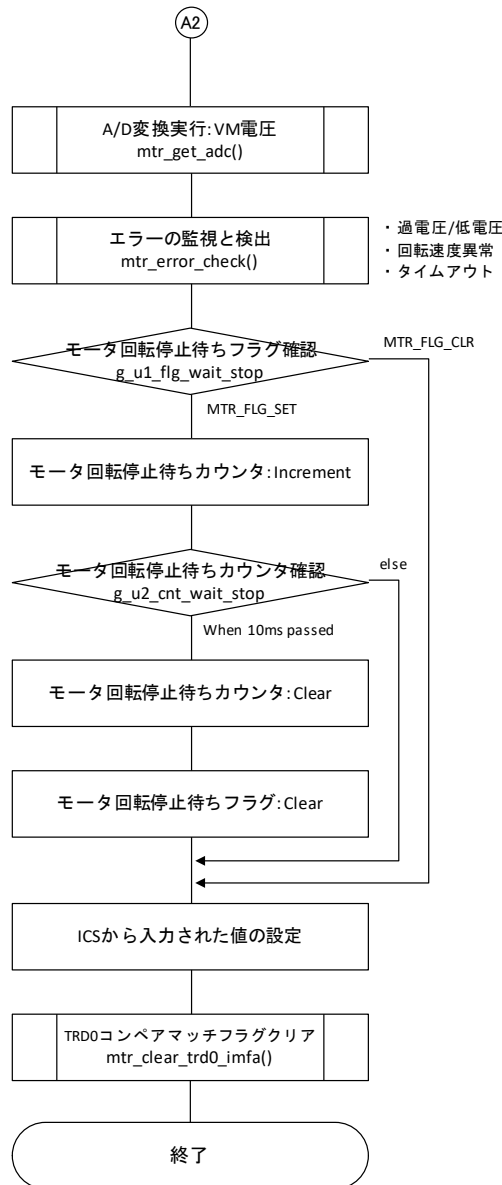 A2
A/D変換実行:VM電圧
mtr_get_adc()
エラーの監視と検出
mtr_error_check()
・過電圧/低電圧
・回転速度異常
・タイムアウト
モータ回転停止待ちフラグ確認
g_u1_flg_wait_stop
MTR_FLG_CLR
MTR_FLG_SET
モータ回転停止待ちカウンタ:Increment
モータ回転停止待ちカウンタ確認
g_u2_cnt_wait_stop
else
When 10ms passed
モータ回転停止待ちカウンタ:Clear
モータ回転停止待ちフラグ:Clear
ICSから入力された値の設定
TRD0コンペアマッチフラグクリア
mtr_clear_trd0_imfa()
終了